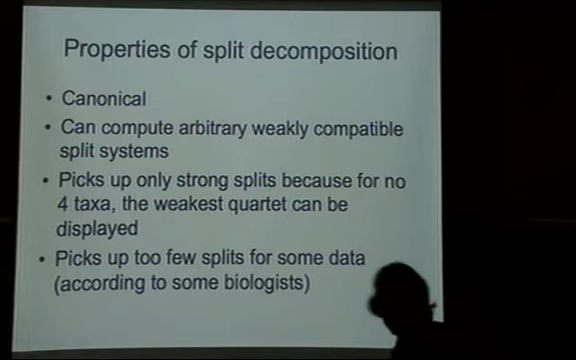 Properties of split decomposition
• Canonical
• Can compute arbitrary weakly compatible
split systems
• Picks up only strong splits because for no
4 taxa, the weakest quartet can be
displayed
• Picks up too few splits for some data
(according to some biologists)